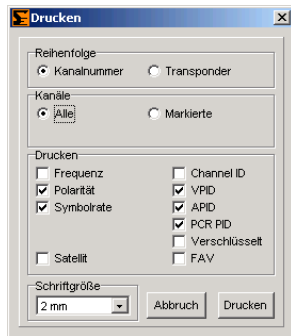 Drucken
Reihenfolge
Kanalnummer Transponder
Kanäle
Alle Markierte
Drucken
Frequenz Channel ID
Polarität VPID
Symbolrate APID
PCR PID
Verschlüsselt
Satellit FAV
Schriftgröße
2 mm Abbruch Drucken